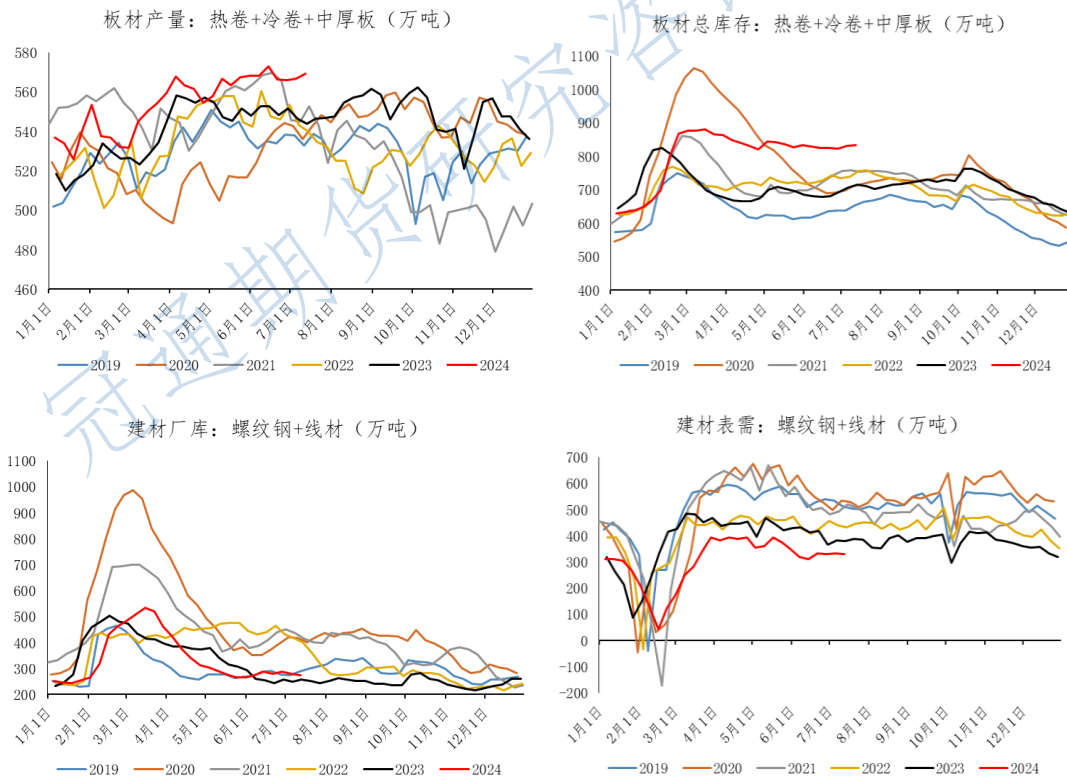 板材产量：热卷+冷卷+中厚板（万吨）
580
560
540
520
500
480
460
1月1日
2月1日
3月1日
4月1日
5月1日
6月1日
7月1日
8月1日
9月1日
10月1日
11月1日
12月1日
2019 2020 2021 2022 2023 2024
板材总库存：热卷+冷卷+中厚板（万吨）
1100
1000
900
800
700
600
500
400
1月1日
2月1日
3月1日
4月1日
5月1日
6月1日
7月1日
8月1日
9月1日
10月1日
11月1日
12月1日
2019 2020 2021 2022 2023 2024
建材厂库：螺纹钢+线材（万吨）
1100
1000
900
800
700
600
500
400
300
200
1月1日
2月1日
3月1日
4月1日
5月1日
6月1日
7月1日
8月1日
9月1日
10月1日
11月1日
12月1日
2019 2020 2021 2022 2023 2024
建材表需：螺纹钢+线材（万吨）
700
600
500
400
300
200
100
0
-100
-200
1月1日
2月1日
3月1日
4月1日
5月1日
6月1日
7月1日
8月1日
9月1日
10月1日
11月1日
12月1日
2019 2020 2021 2022 2023 2024
冠通期货研究咨